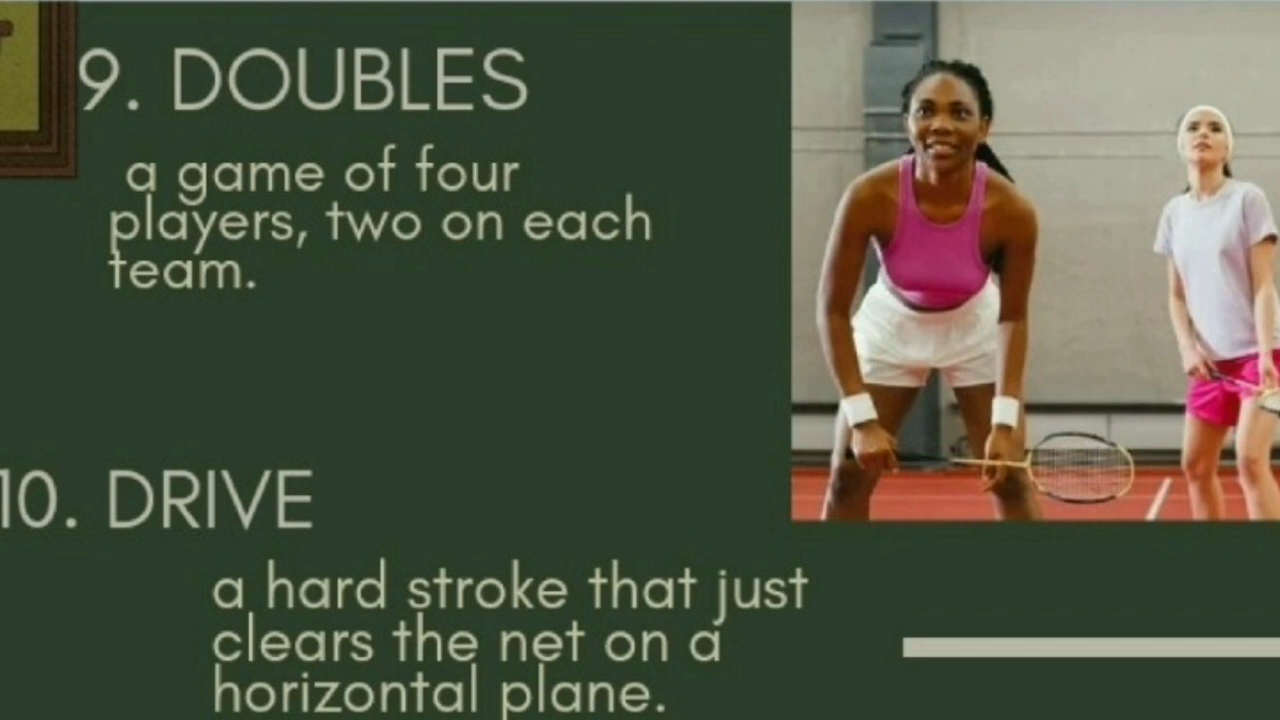 9. DOUBLES
a game of four
players, two on each
team.
10. DRIVE
a hard stroke that just
clears the net on a
horizontal plane.